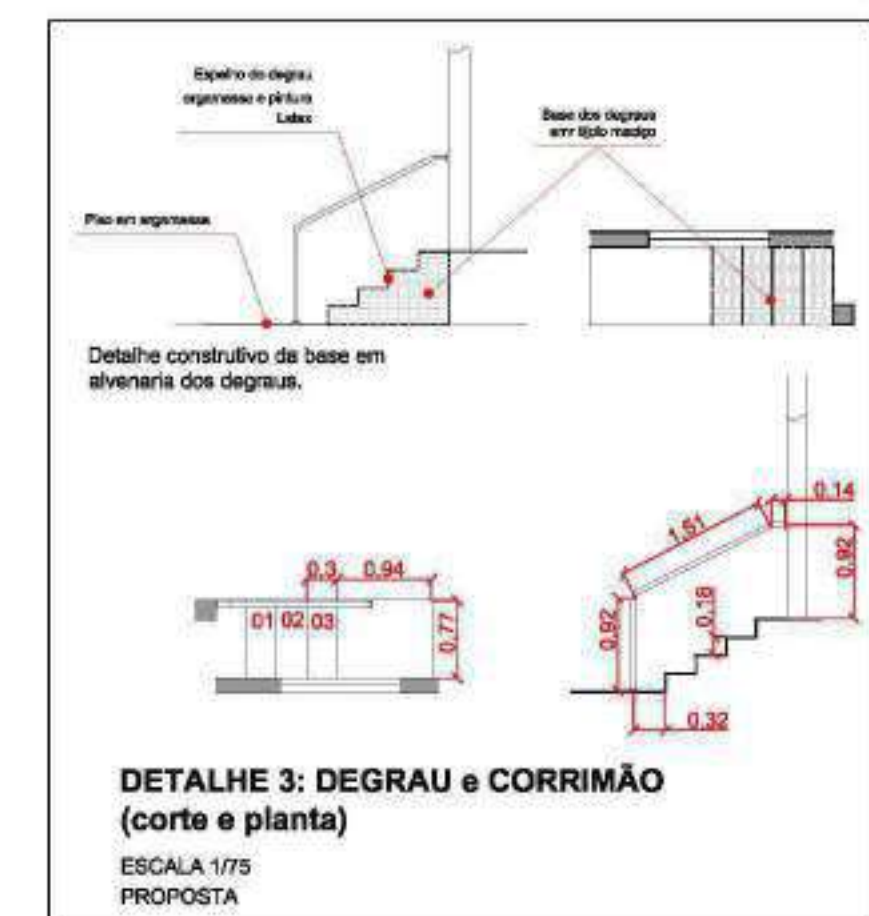 Espelho do degrau
argamassa e pintura
Latex
Base dos degraus
em tijolo maciço
Piso em argamassa
Detalhe construtivo da base em
alvenaria dos degraus.
0,3 0,94
01 02 03
0,77
1,51
0,14
0,92
0,92
0,18
0,32
DETALHE 3: DEGRAU e CORRIMÃO
(corte e planta)
ESCALA 1/75
PROPOSTA